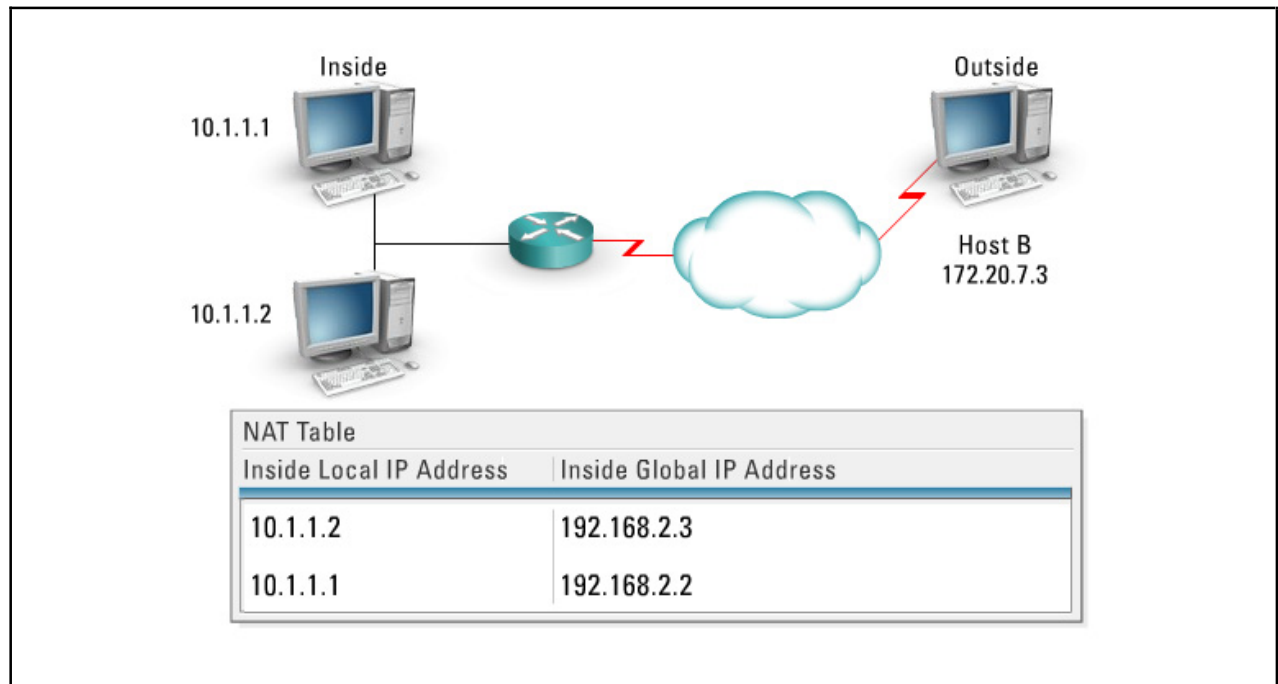 Inside
Outside
10.1.1.1
Host B
172.20.7.3
10.1.1.2
NAT Table
Inside Local IP Address Inside Global IP Address
10.1.1.2 192.168.2.3
10.1.1.1 192.168.2.2